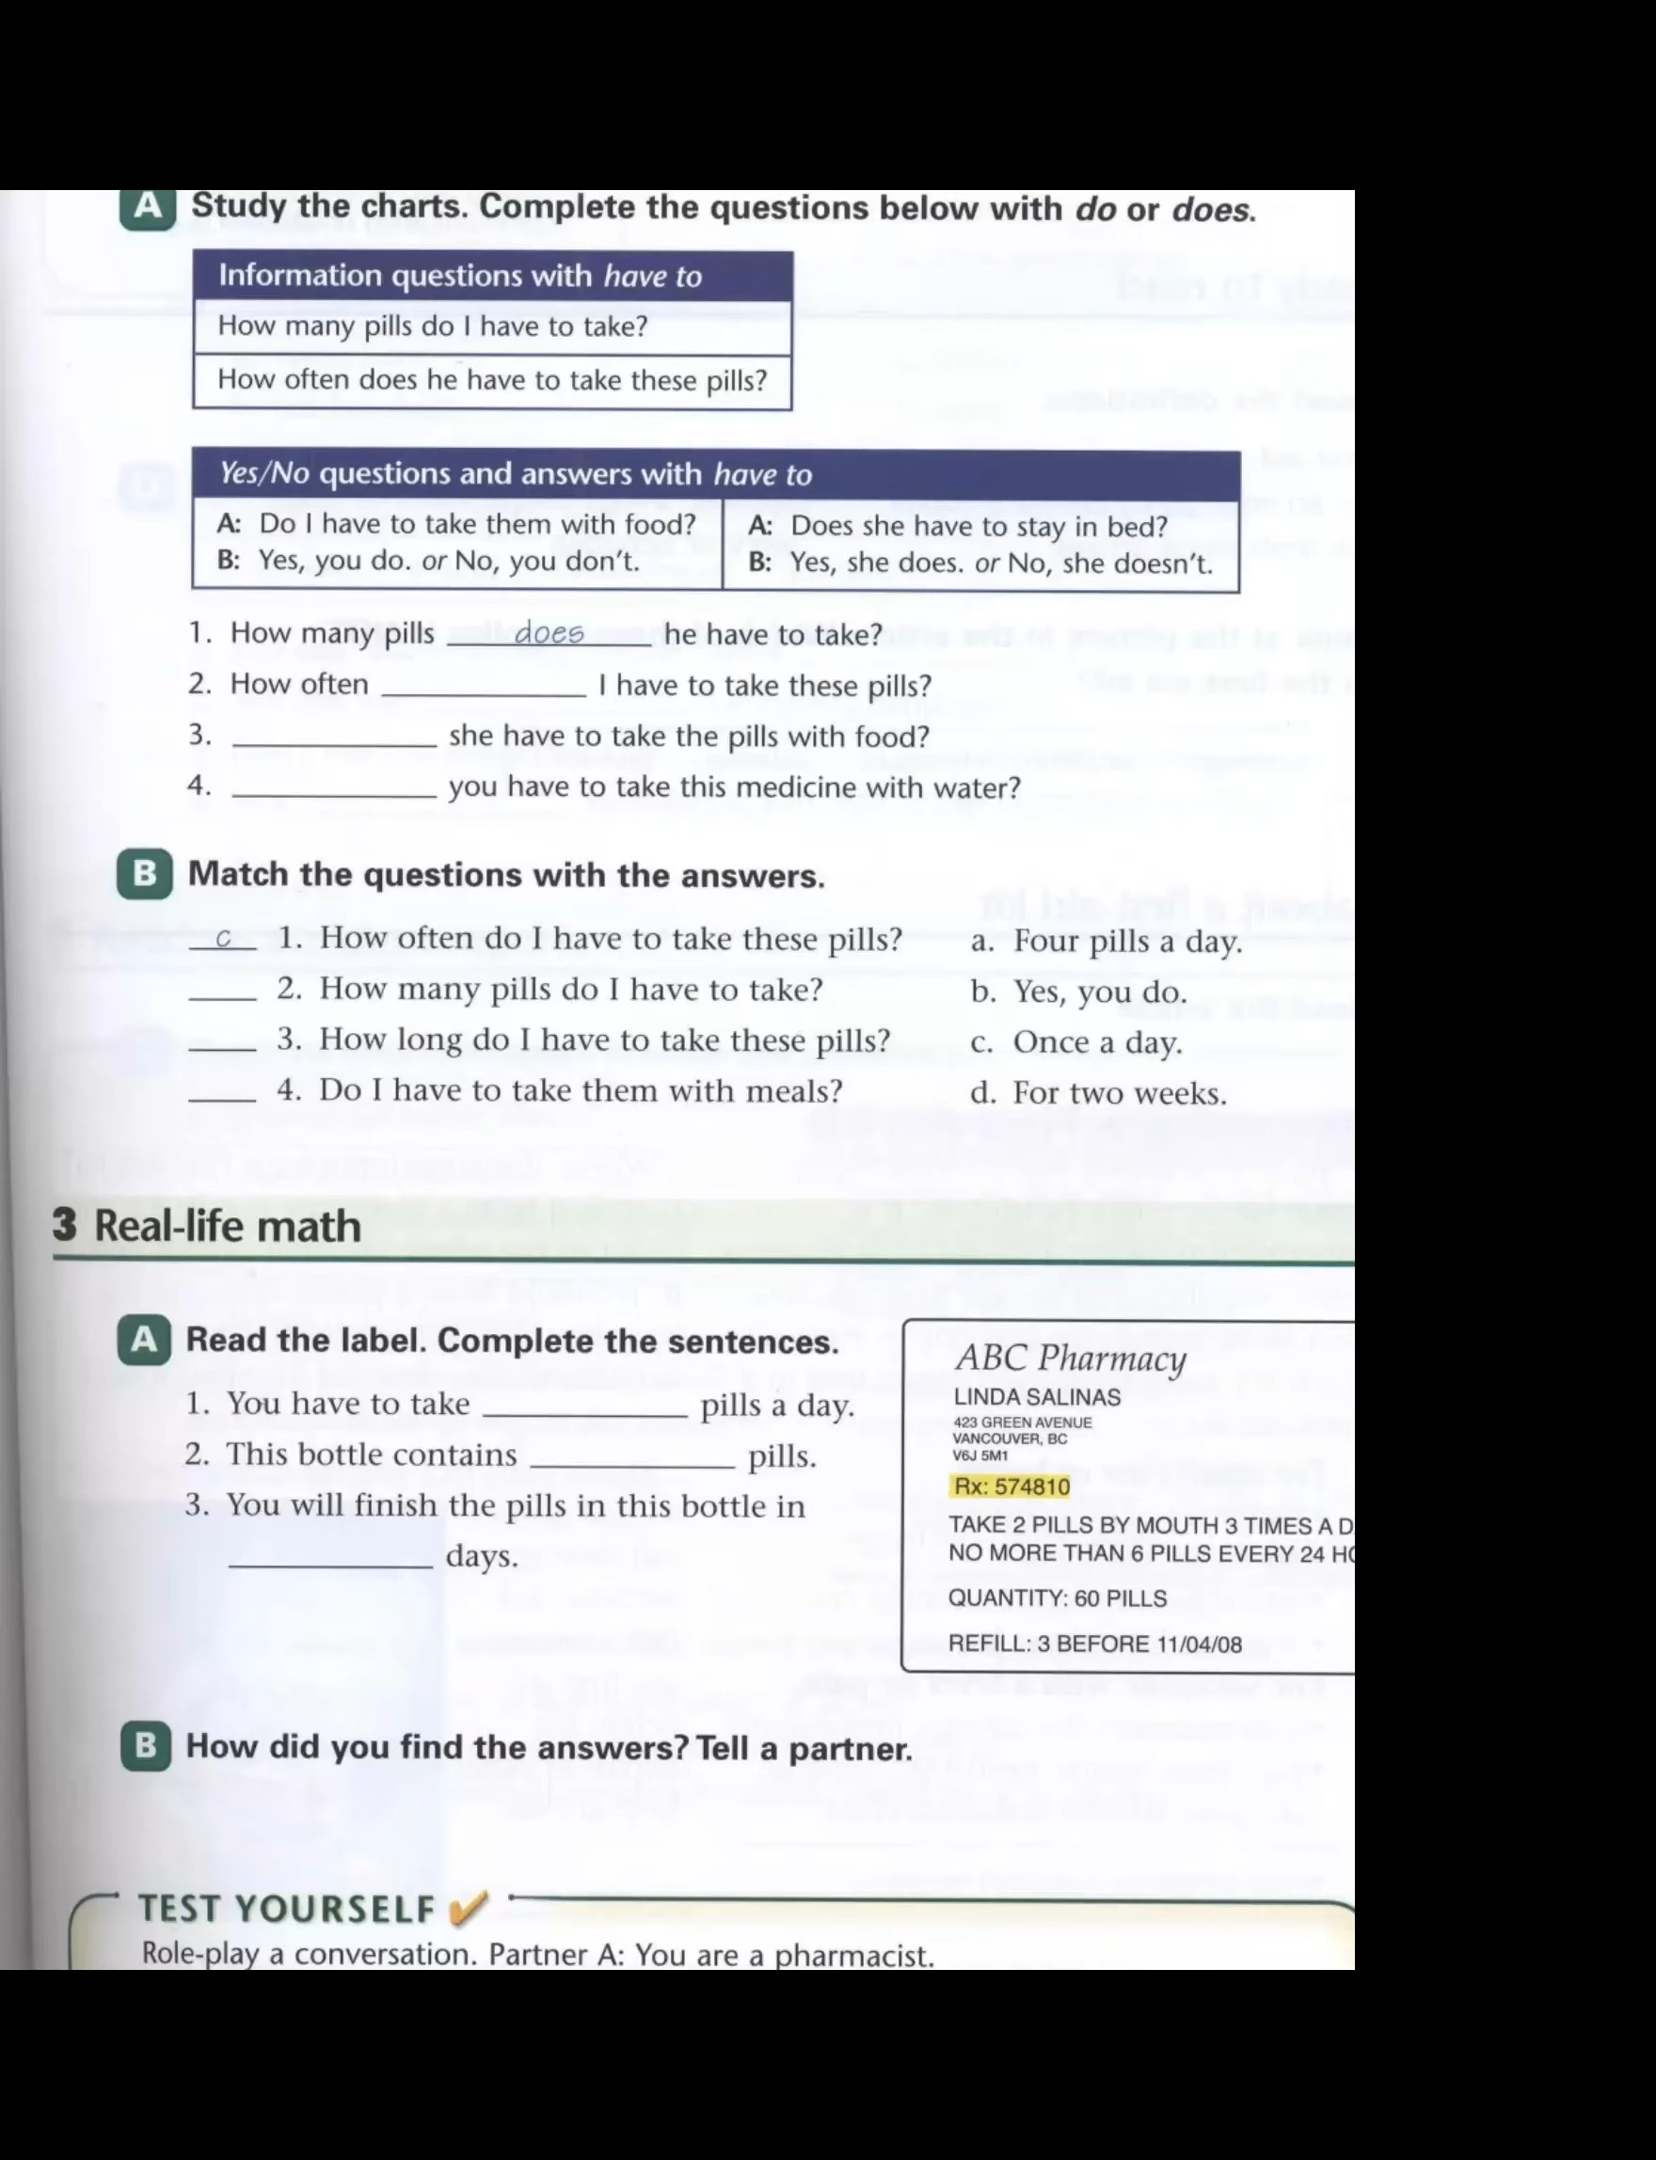 A Study the charts. Complete the questions below with do or does.
Information questions with have to
How many pills do I have to take?
How often does he have to take these pills?
Yes/No questions and answers with have to
A: Do I have to take them with food?
B: Yes, you do. or No, you don't.
A: Does she have to stay in bed?
B: Yes, she does. or No, she doesn't.
1. How many pills does he have to take?
2. How often ____________ I have to take these pills?
3. ____________ she have to take the pills with food?
4. ____________ you have to take this medicine with water?
B Match the questions with the answers.
c 1. How often do I have to take these pills?
____ 2. How many pills do I have to take?
____ 3. How long do I have to take these pills?
____ 4. Do I have to take them with meals?
a. Four pills a day.
b. Yes, you do.
c. Once a day.
d. For two weeks.
3 Real-life math
A Read the label. Complete the sentences.
1. You have to take ____________ pills a day.
2. This bottle contains ____________ pills.
3. You will finish the pills in this bottle in
____________ days.
ABC Pharmacy
LINDA SALINAS
423 GREEN AVENUE
VANCOUVER, BC
V6J 5M1
Rx: 574810
TAKE 2 PILLS BY MOUTH 3 TIMES A D
NO MORE THAN 6 PILLS EVERY 24 HO
QUANTITY: 60 PILLS
REFILL: 3 BEFORE 11/04/08
B How did you find the answers? Tell a partner.
TEST YOURSELF ✔
Role-play a conversation. Partner A: You are a pharmacist.